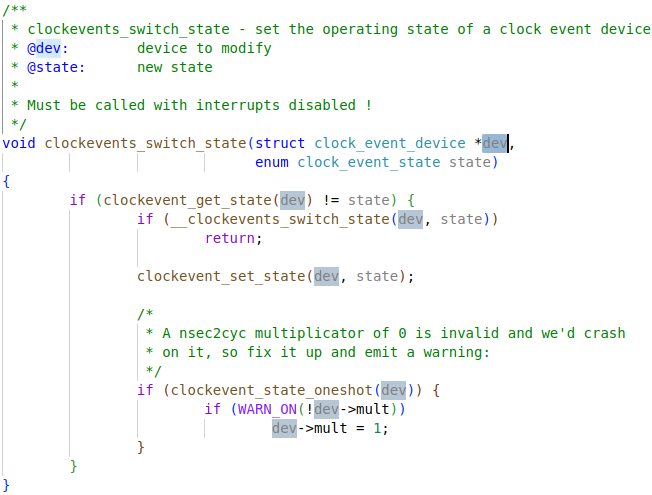 /**
 * clockevents_switch_state - set the operating state of a clock event device
 * @dev:        device to modify
 * @state:      new state
 *
 * Must be called with interrupts disabled !
 */
void clockevents_switch_state(struct clock_event_device *dev,
                              enum clock_event_state state)
{
        if (clockevent_get_state(dev) != state) {
                if (__clockevents_switch_state(dev, state))
                        return;

                clockevent_set_state(dev, state);

                /*
                 * A nsec2cyc multiplicator of 0 is invalid and we'd crash
                 * on it, so fix it up and emit a warning:
                 */
                if (clockevent_state_oneshot(dev)) {
                        if (WARN_ON(!dev->mult))
                                dev->mult = 1;
                }
        }
}